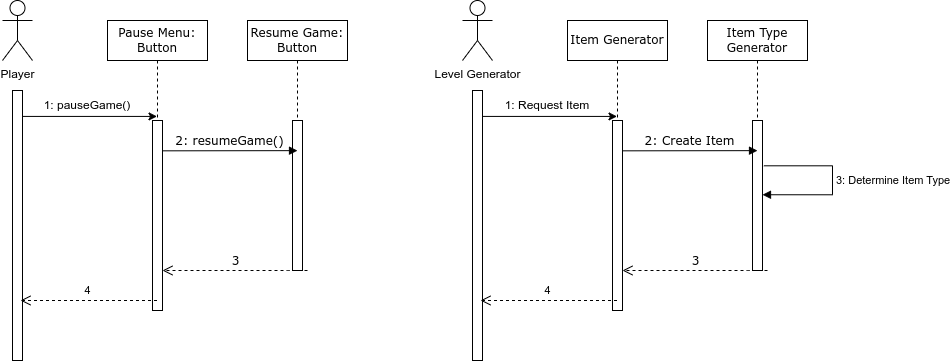 Pause Menu:
Button
Resume Game:
Button
Player
1: pauseGame()
2: resumeGame()
3
4
Item Generator
Item Type
Generator
Level Generator
1: Request Item
2: Create Item
3: Determine Item Type
3
4